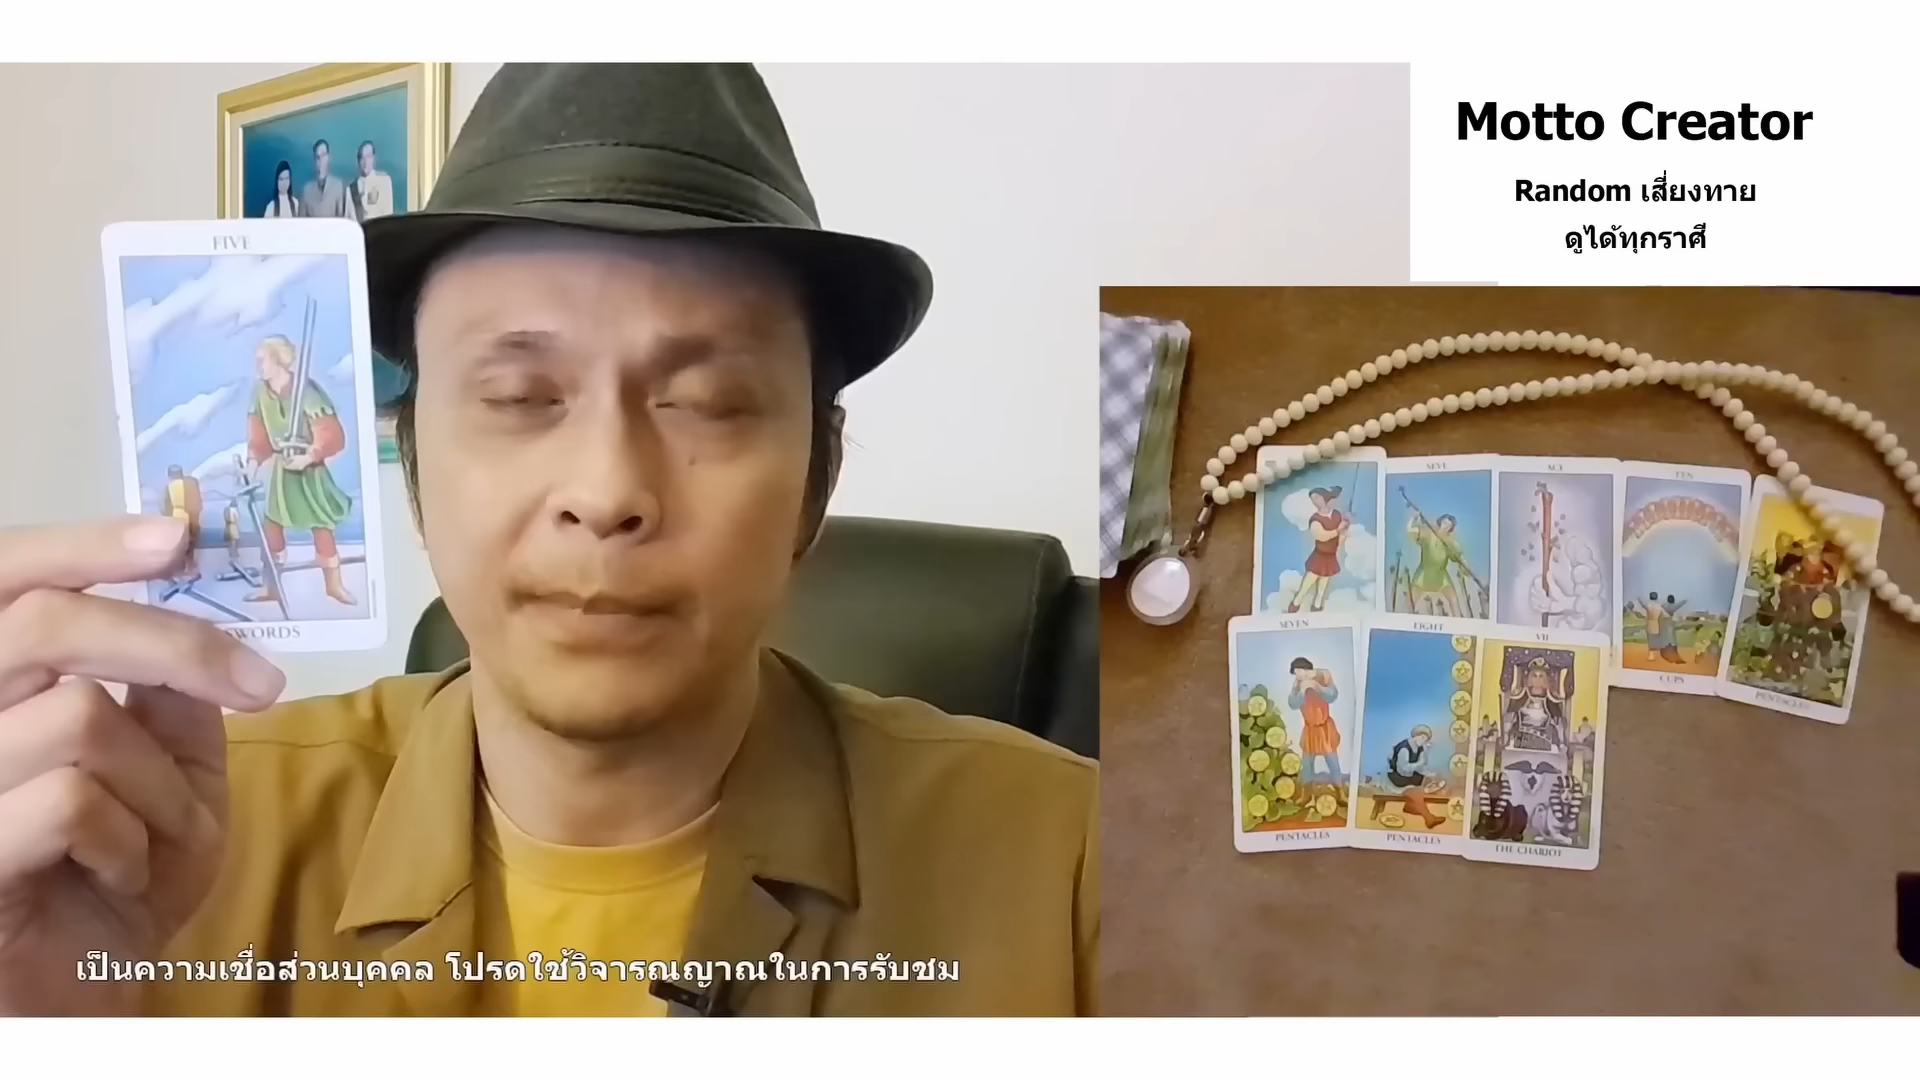 Motto Creator
Random เสี่ยงทาย
ดูได้ทุกราศี
FIVE
SWORDS
TEN
CUPS
PENTACLES
SEVEN
PENTACLES
EIGHT
PENTACLES
VII
THE CHARIOT
เป็นความเชื่อส่วนบุคคล โปรดใช้วิจารณญาณในการรับชม